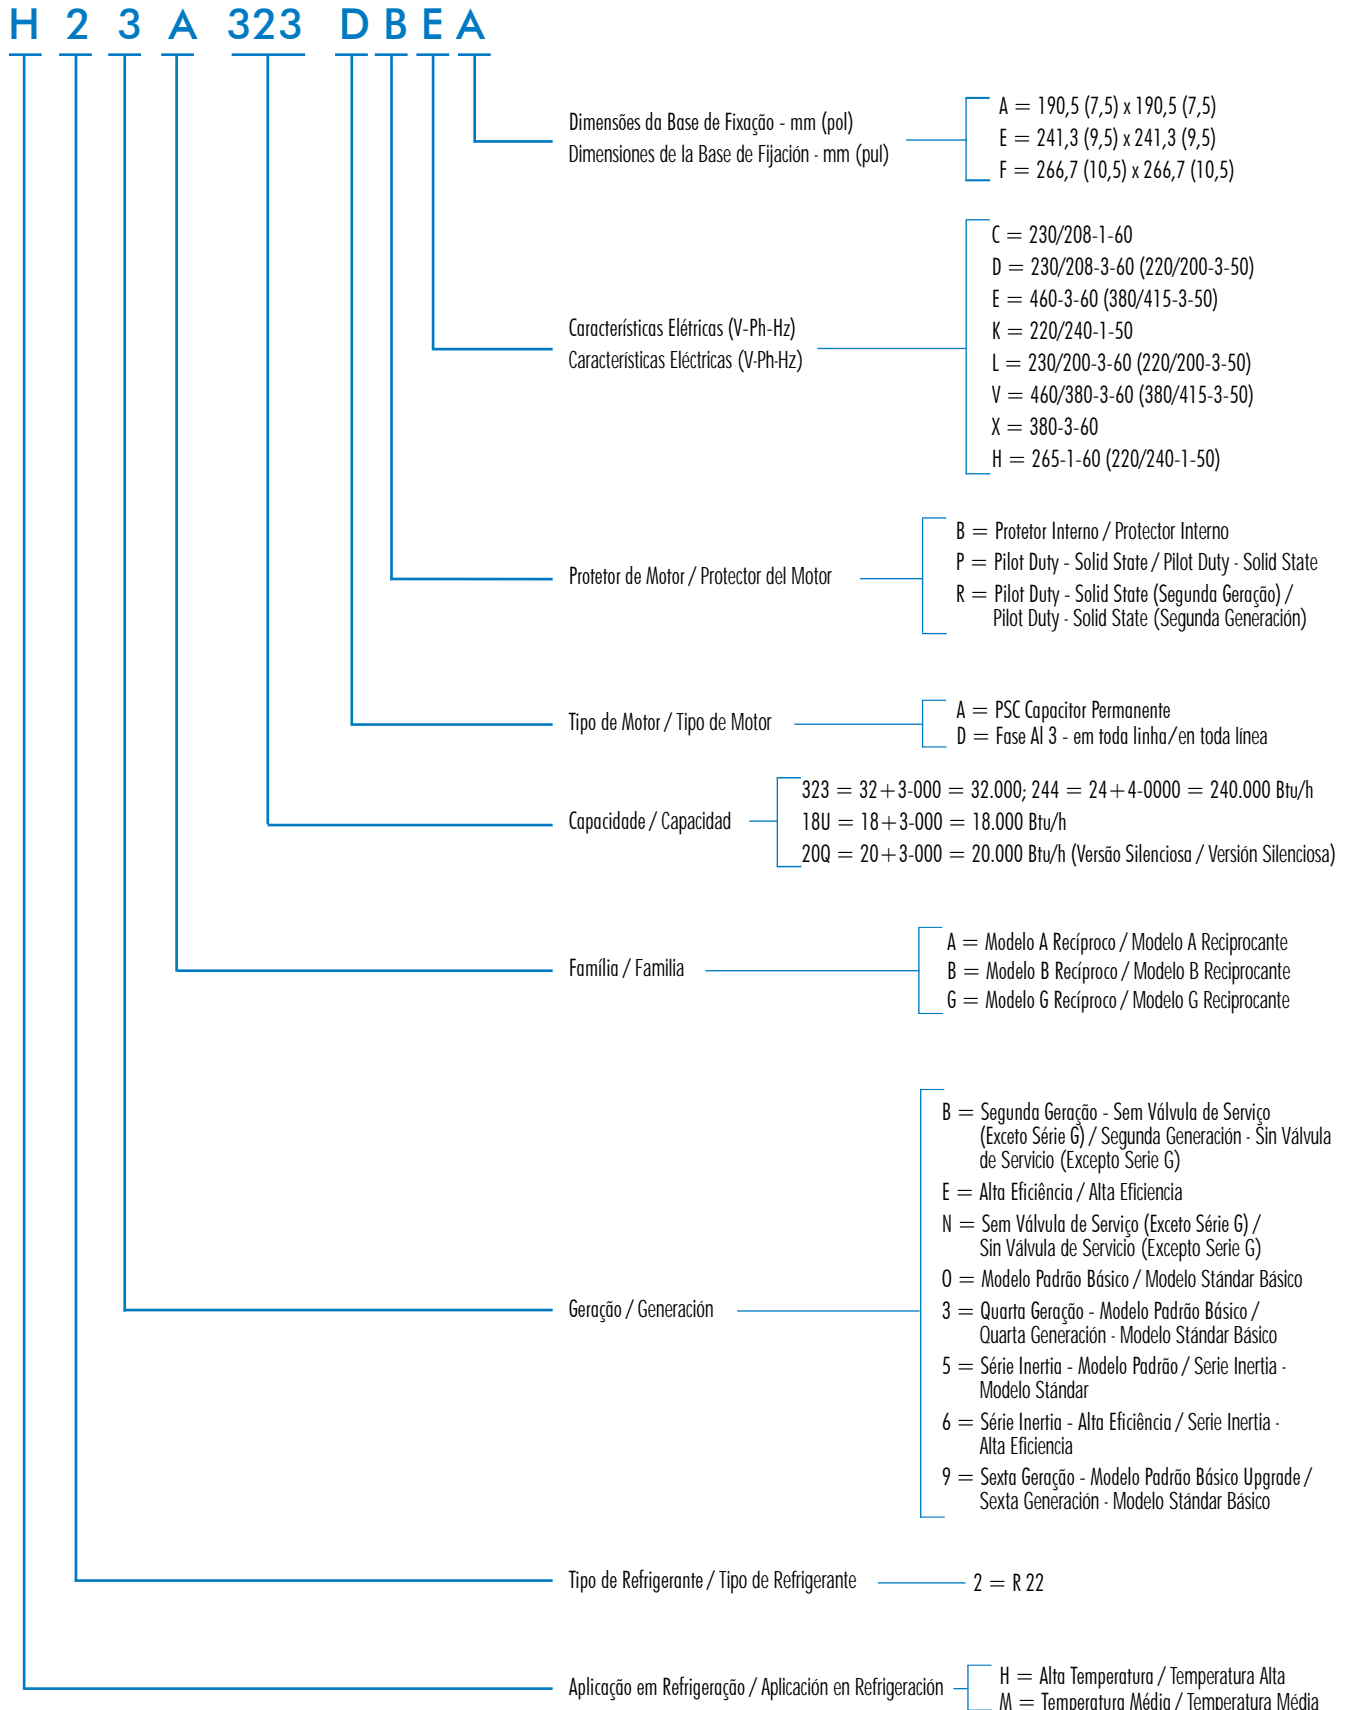 H 2 3 A 323 D B E A
Dimensões da Base de Fixação - mm (pol)
Dimensiones de la Base de Fijación - mm (pul)
A = 190,5 (7,5) x 190,5 (7,5)
E = 241,3 (9,5) x 241,3 (9,5)
F = 266,7 (10,5) x 266,7 (10,5)
Características Elétricas (V-Ph-Hz)
Características Eléctricas (V-Ph-Hz)
C = 230/208-1-60
D = 230/208-3-60 (220/200-3-50)
E = 460-3-60 (380/415-3-50)
K = 220/240-1-50
L = 230/200-3-60 (220/200-3-50)
V = 460/380-3-60 (380/415-3-50)
X = 380-3-60
H = 265-1-60 (220/240-1-50)
Protetor de Motor / Protector del Motor
B = Protetor Interno / Protector Interno
P = Pilot Duty - Solid State / Pilot Duty - Solid State
R = Pilot Duty - Solid State (Segunda Geração) /
Pilot Duty - Solid State (Segunda Generación)
Tipo de Motor / Tipo de Motor
A = PSC Capacitor Permanente
D = Fase Al 3 - em toda linha/en toda línea
Capacidade / Capacidad
323 = 32+3-000 = 32.000; 244 = 24+4-0000 = 240.000 Btu/h
18U = 18+3-000 = 18.000 Btu/h
20Q = 20+3-000 = 20.000 Btu/h (Versão Silenciosa / Versión Silenciosa)
Família / Familia
A = Modelo A Recíproco / Modelo A Reciprocante
B = Modelo B Recíproco / Modelo B Reciprocante
G = Modelo G Recíproco / Modelo G Reciprocante
Geração / Generación
B = Segunda Geração - Sem Válvula de Serviço
(Exceto Série G) / Segunda Generación - Sin Válvula
de Servicio (Excepto Serie G)
E = Alta Eficiência / Alta Eficiencia
N = Sem Válvula de Serviço (Exceto Série G) /
Sin Válvula de Servicio (Excepto Serie G)
0 = Modelo Padrão Básico / Modelo Stándar Básico
3 = Quarta Geração - Modelo Padrão Básico /
Quarta Generación - Modelo Stándar Básico
5 = Série Inertia - Modelo Padrão / Serie Inertia -
Modelo Stándar
6 = Série Inertia - Alta Eficiência / Serie Inertia -
Alta Eficiencia
9 = Sexta Geração - Modelo Padrão Básico Upgrade /
Sexta Generación - Modelo Stándar Básico
Tipo de Refrigerante / Tipo de Refrigerante
2 = R 22
Aplicação em Refrigeração / Aplicación en Refrigeración
H = Alta Temperatura / Temperatura Alta
M = Temperatura Média / Temperatura Média